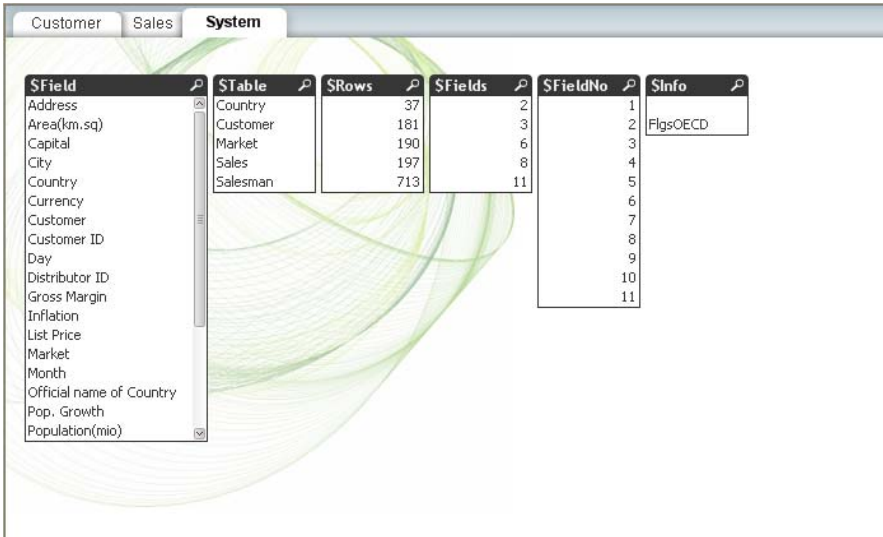 Customer Sales System
$Field
Address
Area(km.sq)
Capital
City
Country
Currency
Customer
Customer ID
Day
Distributor ID
Gross Margin
Inflation
List Price
Market
Month
Official name of Country
Pop. Growth
Population(mio)
$Table
Country
Customer
Market
Sales
Salesman
$Rows
37
181
190
197
713
$Fields
2
3
6
8
11
$FieldNo
1
2
3
4
5
6
7
8
9
10
11
$Info
FlgsOECD